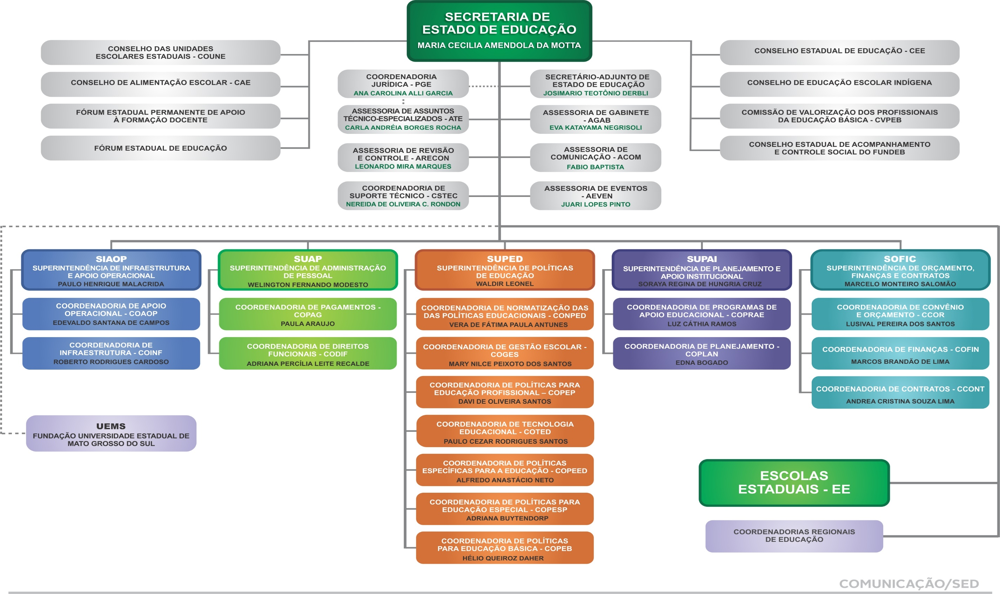 SECRETARIA DE
ESTADO DE EDUCAÇÃO
MARIA CECILIA AMENDOLA DA MOTTA
CONSELHO DAS UNIDADES
ESCOLARES ESTADUAIS - COUNE
CONSELHO DE ALIMENTAÇÃO ESCOLAR - CAE
FÓRUM ESTADUAL PERMANENTE DE APOIO
À FORMAÇÃO DOCENTE
FÓRUM ESTADUAL DE EDUCAÇÃO
COORDENADORIA
JURÍDICA - PGE
ANA CAROLINA ALLI GARCIA
ASSESSORIA DE ASSUNTOS
TÉCNICO-ESPECIALIZADOS - ATE
CARLA ANDRÉIA BORGES ROCHA
ASSESSORIA DE REVISÃO
E CONTROLE - ARECON
LEONARDO MIRA MARQUES
COORDENADORIA DE
SUPORTE TÉCNICO - CSTEC
NEREIDA DE OLIVEIRA C. RONDON
SECRETÁRIO-ADJUNTO DE
ESTADO DE EDUCAÇÃO
JOSIMARIO TEOTÔNIO DERBLI
ASSESSORIA DE GABINETE
- AGAB
EVA KATAYAMA NEGRISOLI
ASSESSORIA DE
COMUNICAÇÃO - ACOM
FABIO BAPTISTA
ASSESSORIA DE EVENTOS
- AEVEN
JUARI LOPES PINTO
CONSELHO ESTADUAL DE EDUCAÇÃO - CEE
CONSELHO DE EDUCAÇÃO ESCOLAR INDÍGENA
COMISSÃO DE VALORIZAÇÃO DOS PROFISSIONAIS
DA EDUCAÇÃO BÁSICA - CVPEB
CONSELHO ESTADUAL DE ACOMPANHAMENTO
E CONTROLE SOCIAL DO FUNDEB
SIAOP
SUPERINTENDÊNCIA DE INFRAESTRUTURA
E APOIO OPERACIONAL
PAULO HENRIQUE MALACRIDA
COORDENADORIA DE APOIO
OPERACIONAL - COAOP
EDEVALDO SANTANA DE CAMPOS
COORDENADORIA DE
INFRAESTRUTURA - COINF
ROBERTO RODRIGUES CARDOSO
UEMS
FUNDAÇÃO UNIVERSIDADE ESTADUAL DE
MATO GROSSO DO SUL
SUAP
SUPERINTENDÊNCIA DE ADMINISTRAÇÃO
DE PESSOAL
WELINGTON FERNANDO MODESTO
COORDENADORIA DE PAGAMENTOS -
COPAG
PAULA ARAUJO
COORDENADORIA DE DIREITOS
FUNCIONAIS - CODIF
ADRIANA PERCÍLIA LEITE RECALDE
SUPED
SUPERINTENDÊNCIA DE POLÍTICAS
DE EDUCAÇÃO
WALDIR LEONEL
COORDENADORIA DE NORMATIZAÇÃO DAS
DAS POLÍTICAS EDUCACIONAIS - CONPED
VERA DE FÁTIMA PAULA ANTUNES
COORDENADORIA DE GESTÃO ESCOLAR -
COGES
MARY NILCE PEIXOTO DOS SANTOS
COORDENADORIA DE POLÍTICAS PARA
EDUCAÇÃO PROFISSIONAL – COPEP
DAVI DE OLIVEIRA SANTOS
COORDENADORIA DE TECNOLOGIA
EDUCACIONAL - COTED
PAULO CEZAR RODRIGUES SANTOS
COORDENADORIA DE POLÍTICAS
ESPECÍFICAS PARA A EDUCAÇÃO - COPEED
ALFREDO ANASTÁCIO NETO
COORDENADORIA DE POLÍTICAS PARA
EDUCAÇÃO ESPECIAL - COPESP
ADRIANA BUYTENDORP
COORDENADORIA DE POLÍTICAS
PARA EDUCAÇÃO BÁSICA - COPEB
HÉLIO QUEIROZ DAHER
SUPAI
SUPERINTENDÊNCIA DE PLANEJAMENTO E
APOIO INSTITUCIONAL
SORAYA REGINA DE HUNGRIA CRUZ
COORDENADORIA DE PROGRAMAS DE
APOIO EDUCACIONAL - COPRAE
LUZ CÁTHIA RAMOS
COORDENADORIA DE PLANEJAMENTO -
COPLAN
EDNA BOGADO
SOFIC
SUPERINTENDÊNCIA DE ORÇAMENTO,
FINANÇAS E CONTRATOS
MARCELO MONTEIRO SALOMÃO
COORDENADORIA DE CONVÊNIO
E ORÇAMENTO - CCOR
LUSIVAL PEREIRA DOS SANTOS
COORDENADORIA DE FINANÇAS - COFIN
MARCOS BRANDÃO DE LIMA
COORDENADORIA DE CONTRATOS - CCONT
ANDREA CRISTINA SOUZA LIMA
ESCOLAS
ESTADUAIS - EE
COORDENADORIAS REGIONAIS
DE EDUCAÇÃO
COMUNICAÇÃO/SED